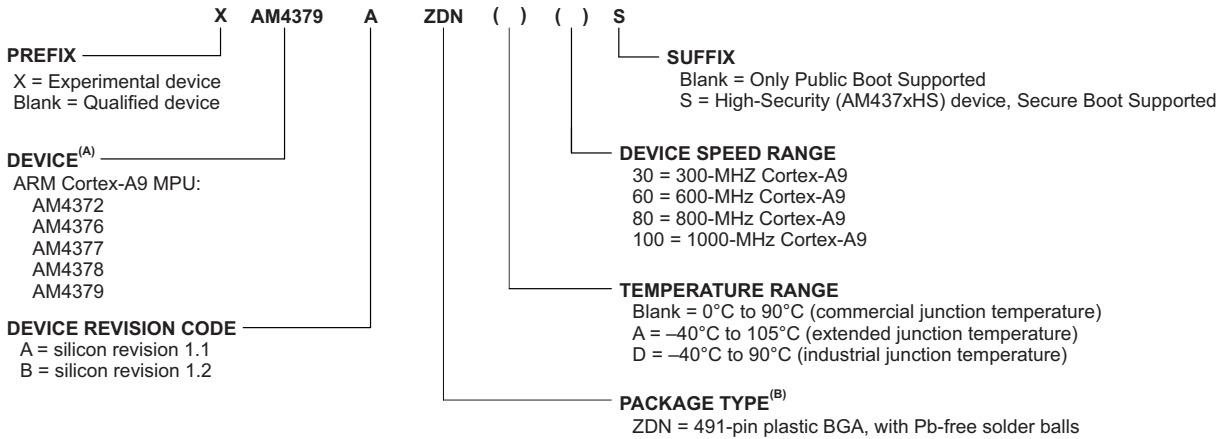 X AM4379 A ZDN ( ) ( ) S
PREFIX
X = Experimental device
Blank = Qualified device
DEVICE(A)
ARM Cortex-A9 MPU:
AM4372
AM4376
AM4377
AM4378
AM4379
DEVICE REVISION CODE
A = silicon revision 1.1
B = silicon revision 1.2
SUFFIX
Blank = Only Public Boot Supported
S = High-Security (AM437xHS) device, Secure Boot Supported
DEVICE SPEED RANGE
30 = 300-MHZ Cortex-A9
60 = 600-MHz Cortex-A9
80 = 800-MHz Cortex-A9
100 = 1000-MHz Cortex-A9
TEMPERATURE RANGE
Blank = 0°C to 90°C (commercial junction temperature)
A = –40°C to 105°C (extended junction temperature)
D = –40°C to 90°C (industrial junction temperature)
PACKAGE TYPE(B)
ZDN = 491-pin plastic BGA, with Pb-free solder balls